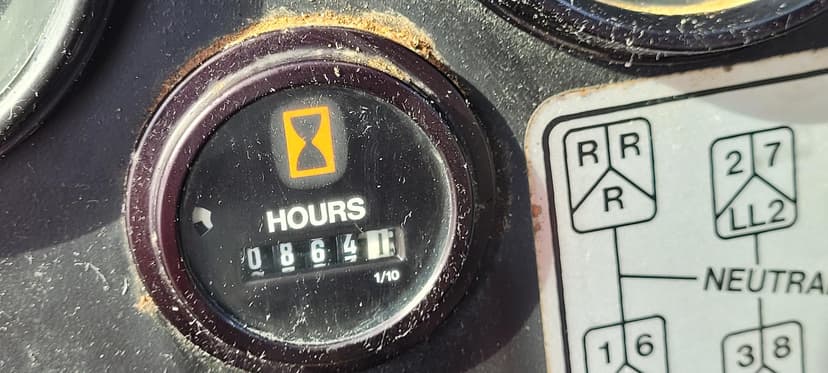 HOURS
0864 1
1/10
R R
R
2 7
LL2
NEUTRA
1 6
3 8